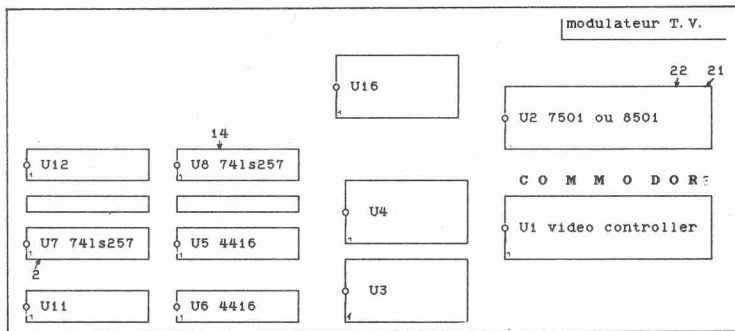 modulateur T.V.
22 21
U16
U2 7501 ou 8501
14
U12
U8 74ls257
C O M M O D O R E
U4
U7 74ls257
U5 4416
U1 video controller
2
U3
U11
U6 4416